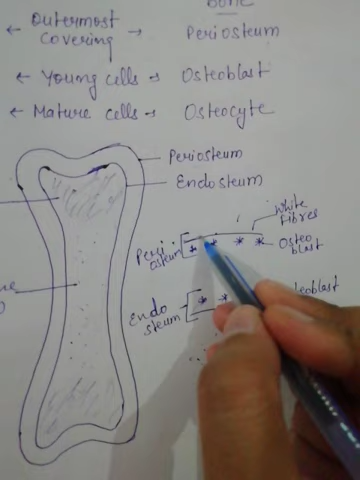 Bone
← Outermost covering → Periosteum
← Young cells → Osteoblast
← Mature cells → Osteocyte
Periosteum
Endosteum
White Fibres
Peri osteum
Osteo blast
Endo steum